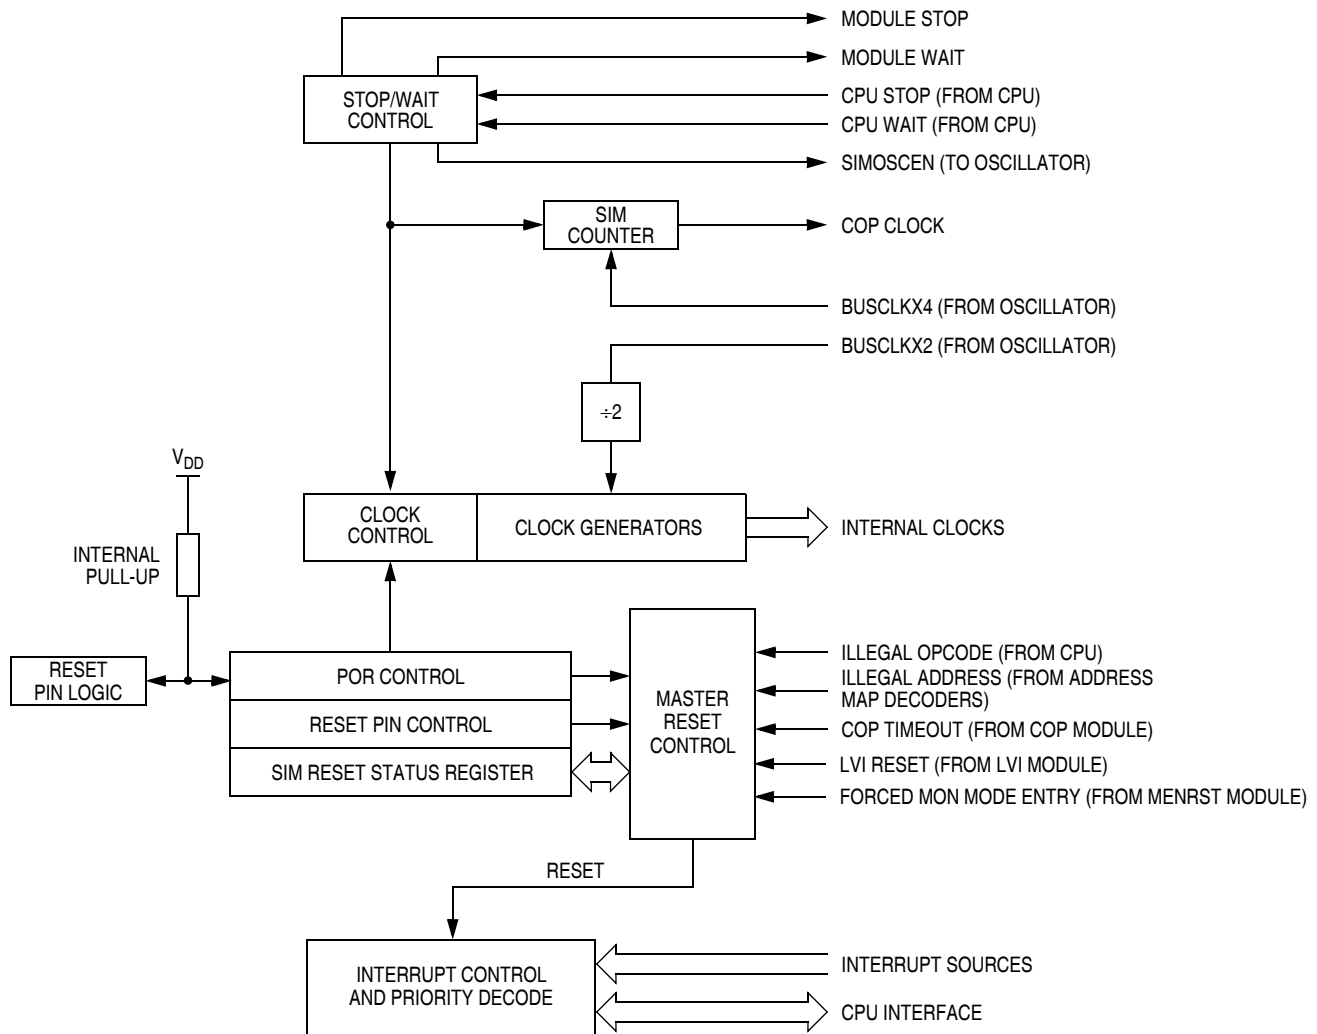 MODULE STOP
MODULE WAIT
STOP/WAIT
CONTROL
CPU STOP (FROM CPU)
CPU WAIT (FROM CPU)
SIMOSCEN (TO OSCILLATOR)
SIM
COUNTER
COP CLOCK
BUSCLKX4 (FROM OSCILLATOR)
BUSCLKX2 (FROM OSCILLATOR)
÷2
VDD
CLOCK
CONTROL
CLOCK GENERATORS
INTERNAL CLOCKS
INTERNAL
PULL-UP
RESET
PIN LOGIC
POR CONTROL
RESET PIN CONTROL
SIM RESET STATUS REGISTER
MASTER
RESET
CONTROL
ILLEGAL OPCODE (FROM CPU)
ILLEGAL ADDRESS (FROM ADDRESS
MAP DECODERS)
COP TIMEOUT (FROM COP MODULE)
LVI RESET (FROM LVI MODULE)
FORCED MON MODE ENTRY (FROM MENRST MODULE)
RESET
INTERRUPT CONTROL
AND PRIORITY DECODE
INTERRUPT SOURCES
CPU INTERFACE